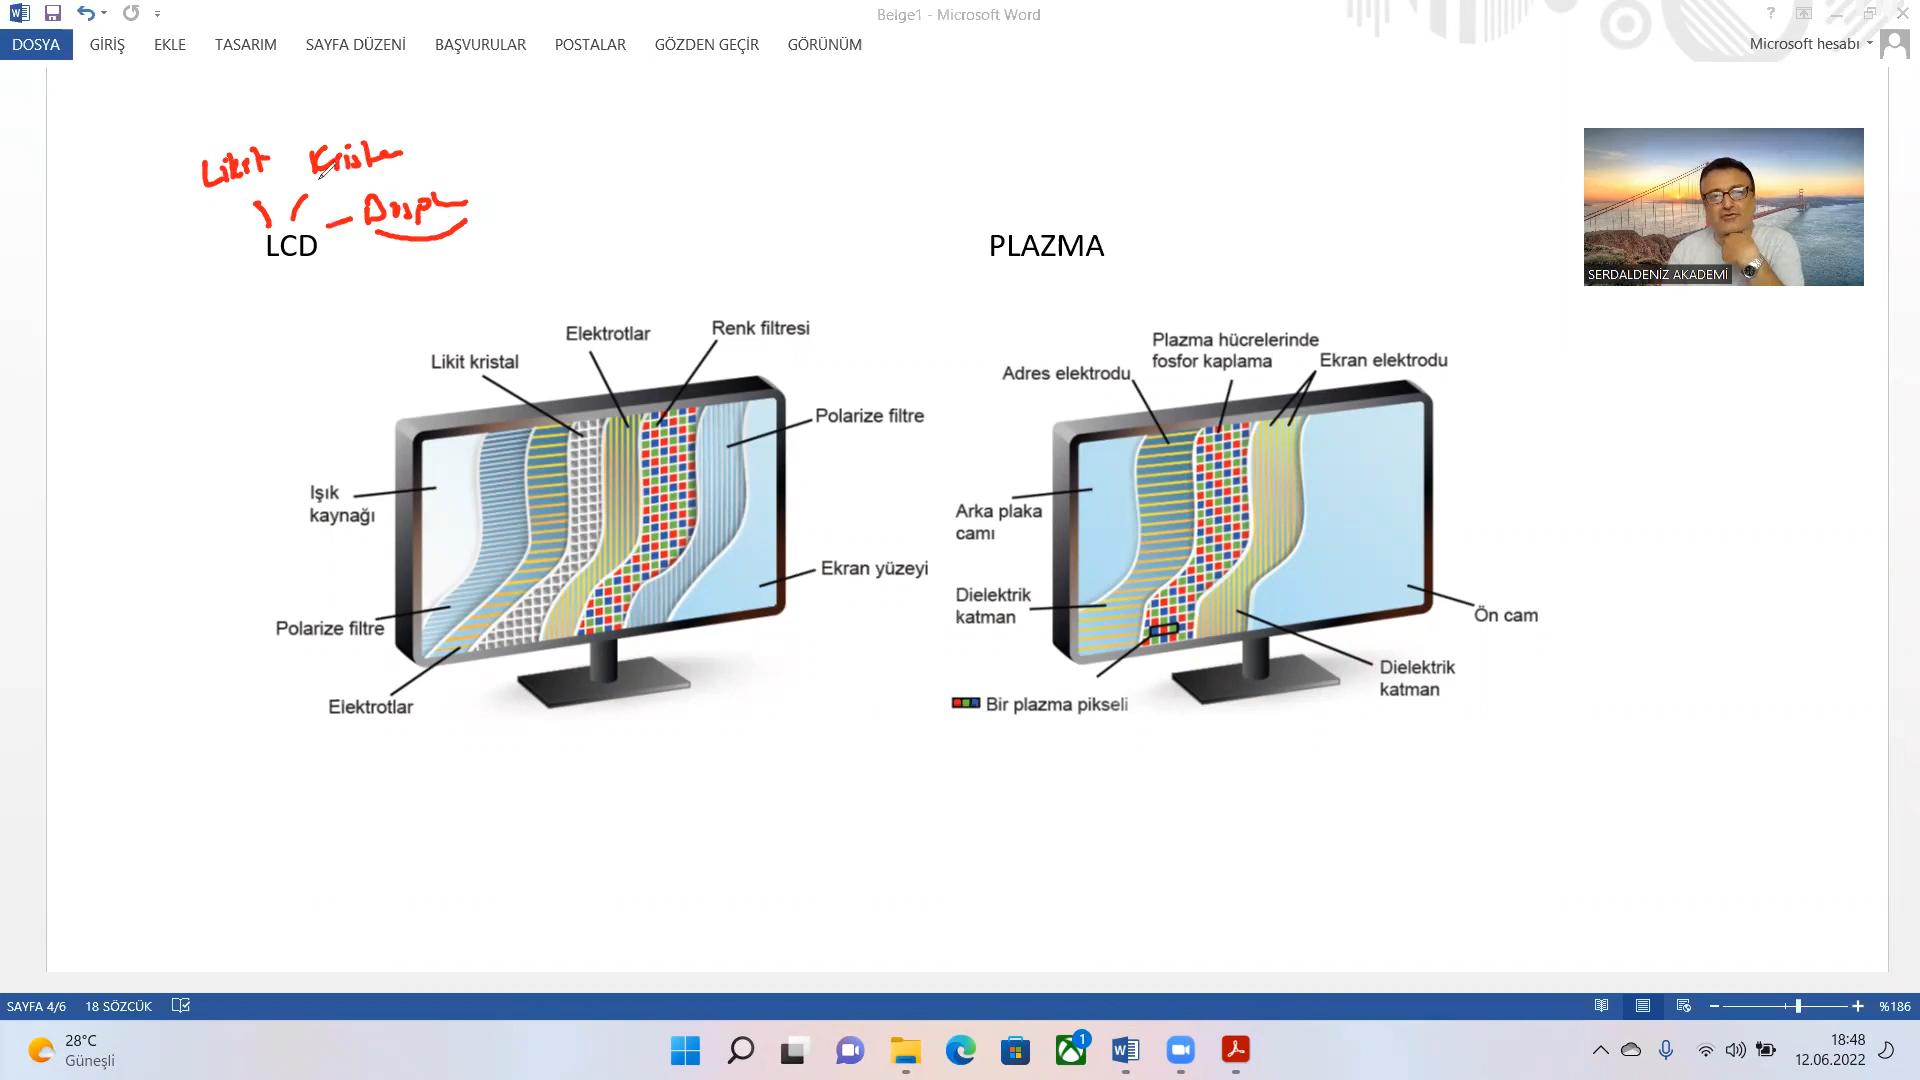 Belge1 - Microsoft Word
DOSYA GİRİŞ EKLE TASARIM SAYFA DÜZENİ BAŞVURULAR POSTALAR GÖZDEN GEÇİR GÖRÜNÜM
Microsoft hesabı
Likit
LCD
PLAZMA
SERDALDENİZ AKADEMİ
Elektrotlar
Renk filtresi
Likit kristal
Polarize filtre
Işık
kaynağı
Ekran yüzeyi
Polarize filtre
Elektrotlar
Plazma hücrelerinde
fosfor kaplama
Ekran elektrodu
Adres elektrodu
Arka plaka
camı
Dielektrik
katman
Ön cam
Dielektrik
katman
Bir plazma pikseli
SAYFA 4/6 18 SÖZCÜK
%186
28°C
Güneşli
1
18:48
12.06.2022